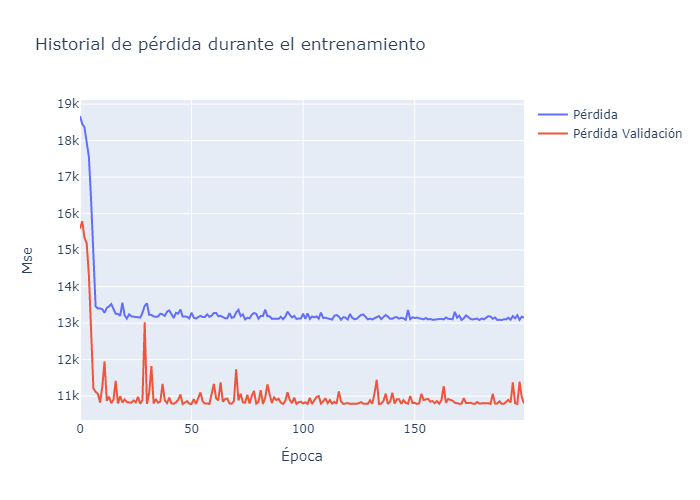 Historial de pérdida durante el entrenamiento
19k
18k
17k
16k
15k
14k
13k
12k
11k
Mse
0
50
100
150
Época
Pérdida
Pérdida Validación